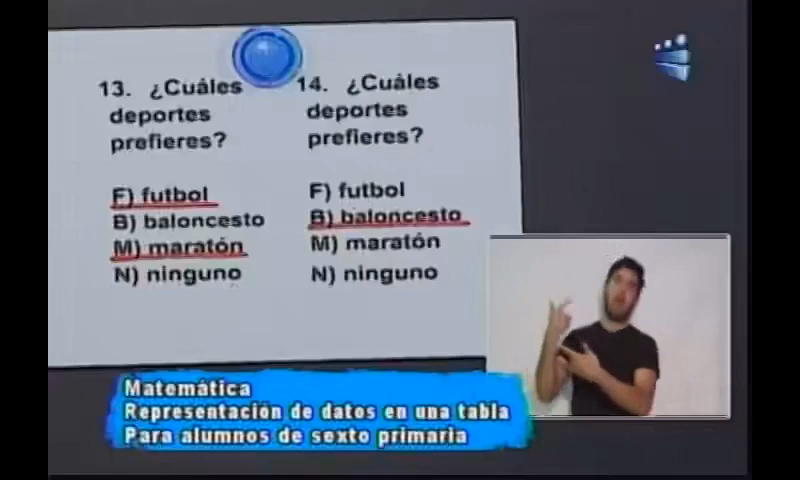 13. ¿Cuáles
deportes
prefieres?
F) futbol
B) baloncesto
M) maratón
N) ninguno
14. ¿Cuáles
deportes
prefieres?
F) futbol
B) baloncesto
M) maratón
N) ninguno
Matemática
Representación de datos en una tabla
Para alumnos de sexto primaria